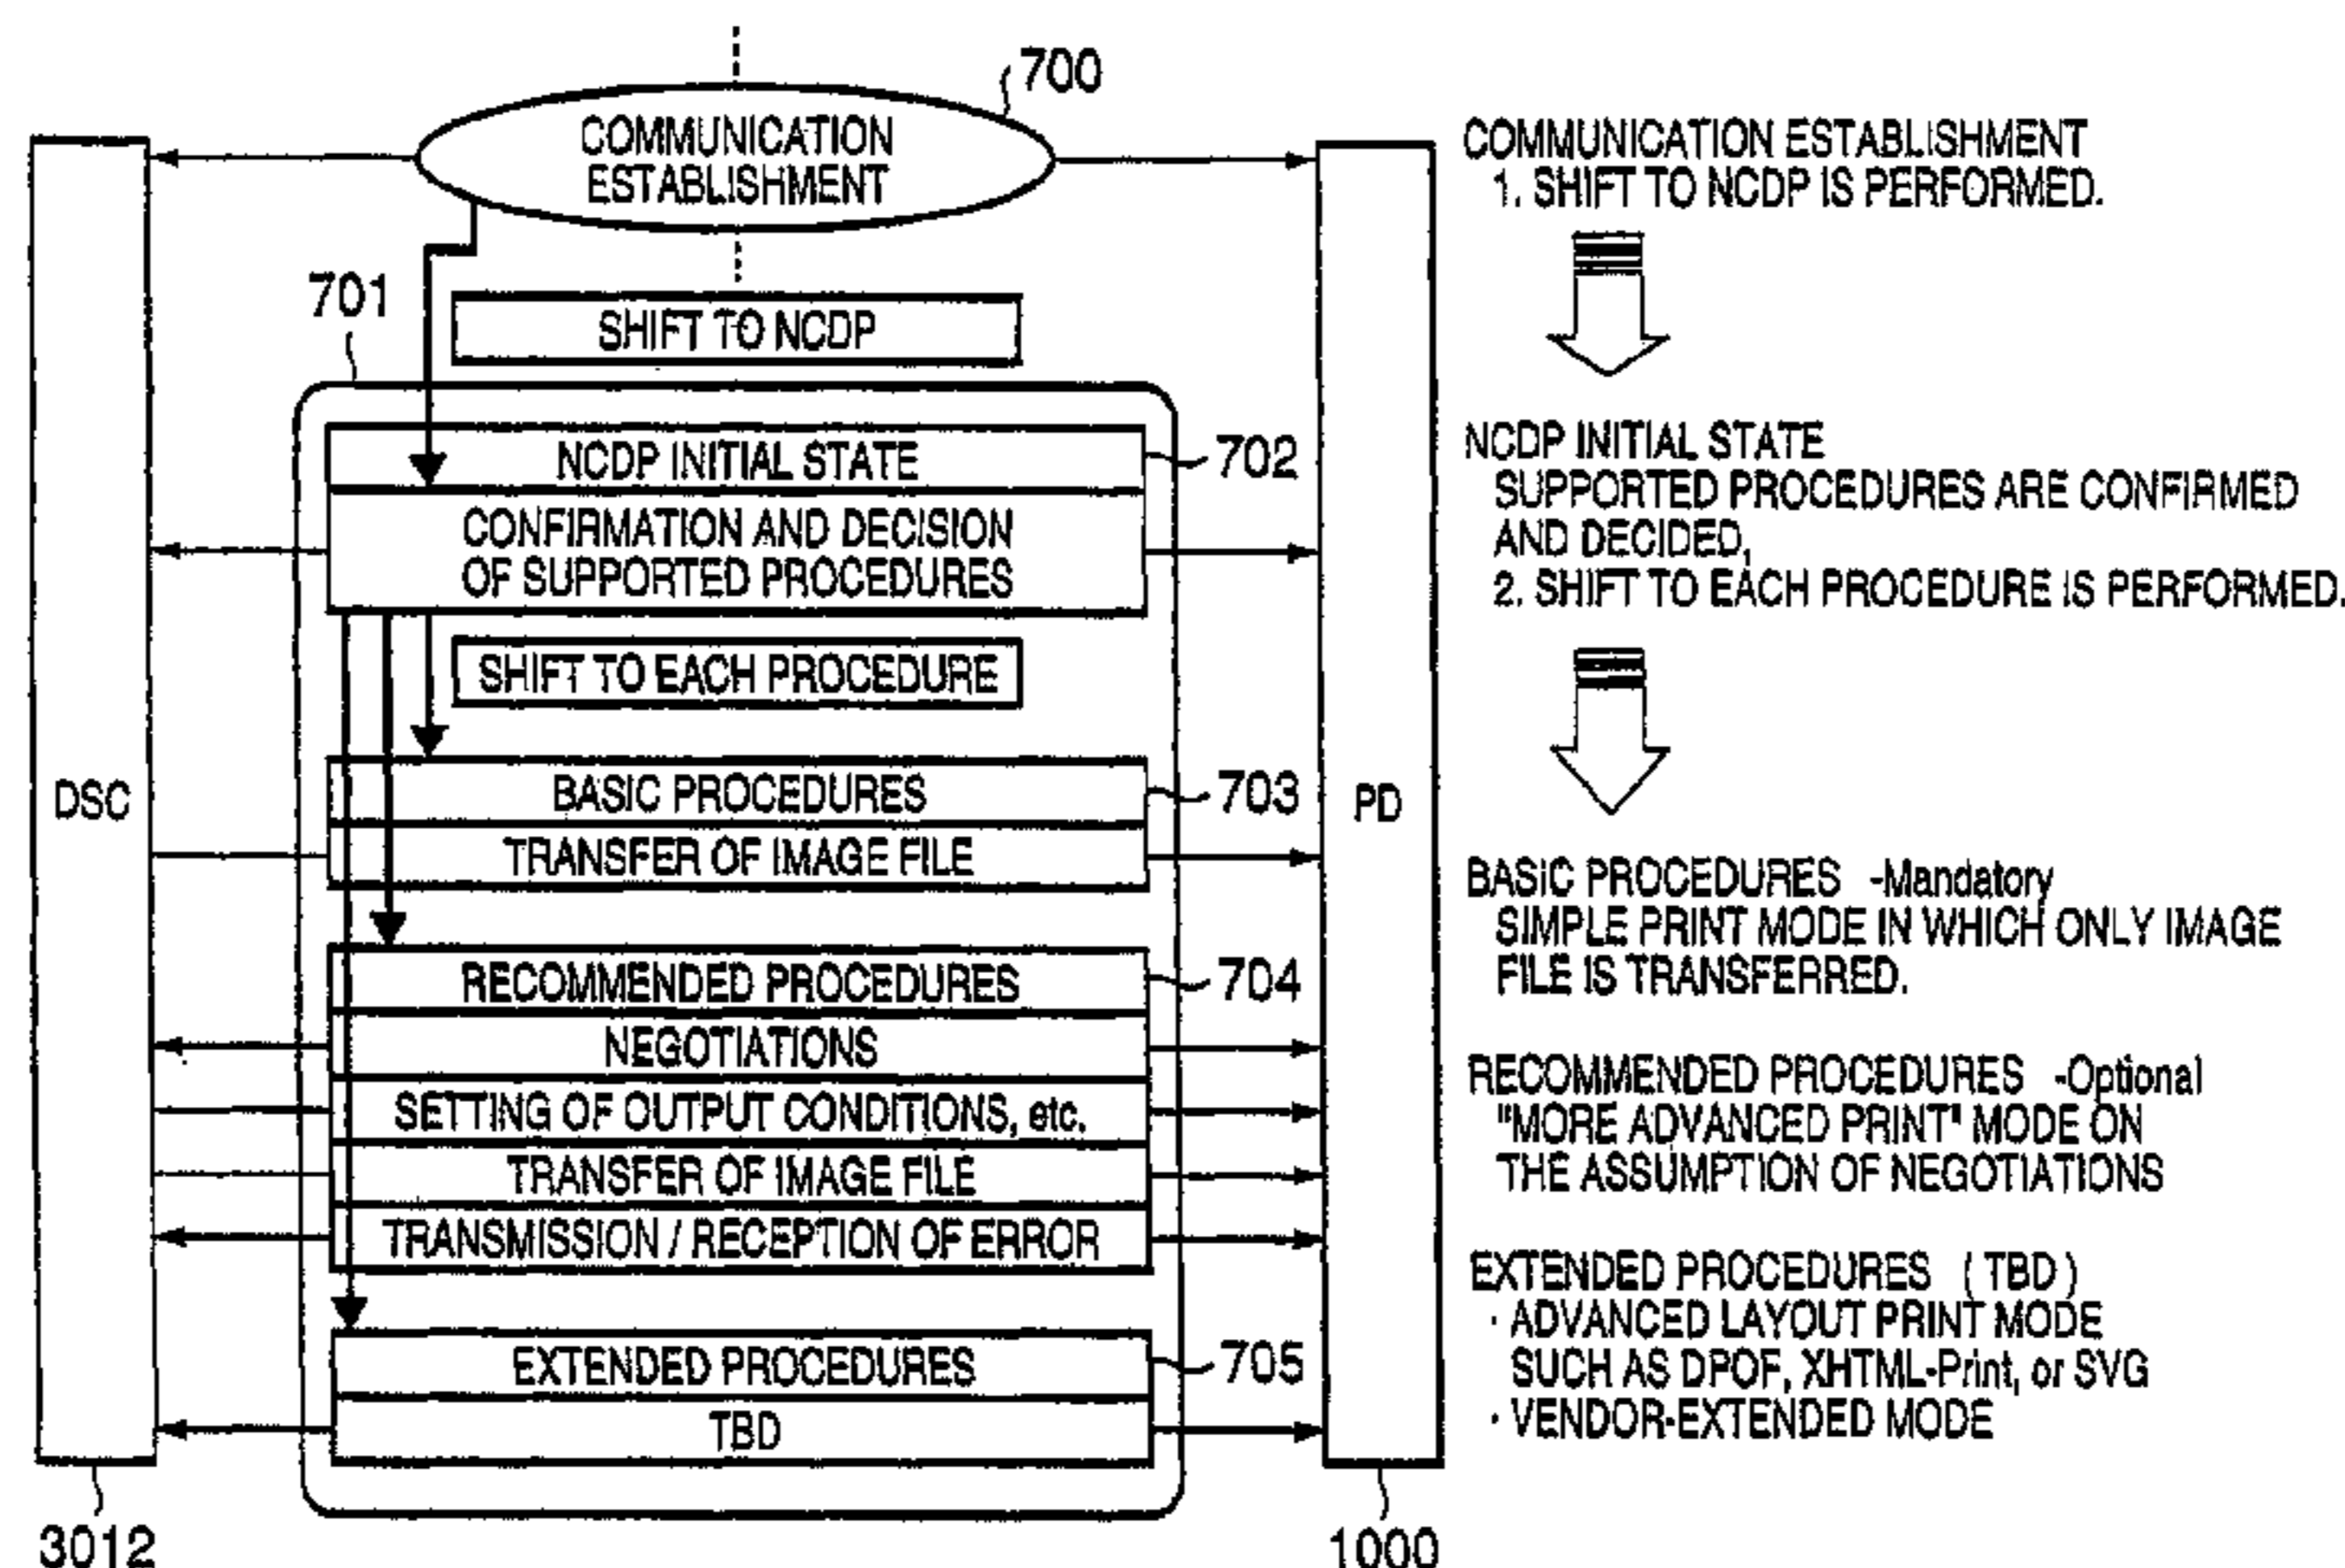 700
COMMUNICATION
ESTABLISHMENT
SHIFT TO NCDP
701
NCDP INITIAL STATE
702
CONFIRMATION AND DECISION
OF SUPPORTED PROCEDURES
SHIFT TO EACH PROCEDURE
DSC
BASIC PROCEDURES
703
TRANSFER OF IMAGE FILE
PD
RECOMMENDED PROCEDURES
704
NEGOTIATIONS
SETTING OF OUTPUT CONDITIONS, etc.
TRANSFER OF IMAGE FILE
TRANSMISSION / RECEPTION OF ERROR
EXTENDED PROCEDURES
705
TBD
3012
1000
COMMUNICATION ESTABLISHMENT
1. SHIFT TO NCDP IS PERFORMED.
NCDP INITIAL STATE
SUPPORTED PROCEDURES ARE CONFIRMED
AND DECIDED,
2. SHIFT TO EACH PROCEDURE IS PERFORMED.
BASIC PROCEDURES -Mandatory
SIMPLE PRINT MODE IN WHICH ONLY IMAGE
FILE IS TRANSFERRED.
RECOMMENDED PROCEDURES -Optional
"MORE ADVANCED PRINT" MODE ON
THE ASSUMPTION OF NEGOTIATIONS
EXTENDED PROCEDURES (TBD)
· ADVANCED LAYOUT PRINT MODE
SUCH AS DPOF, XHTML-Print, or SVG
· VENDOR-EXTENDED MODE